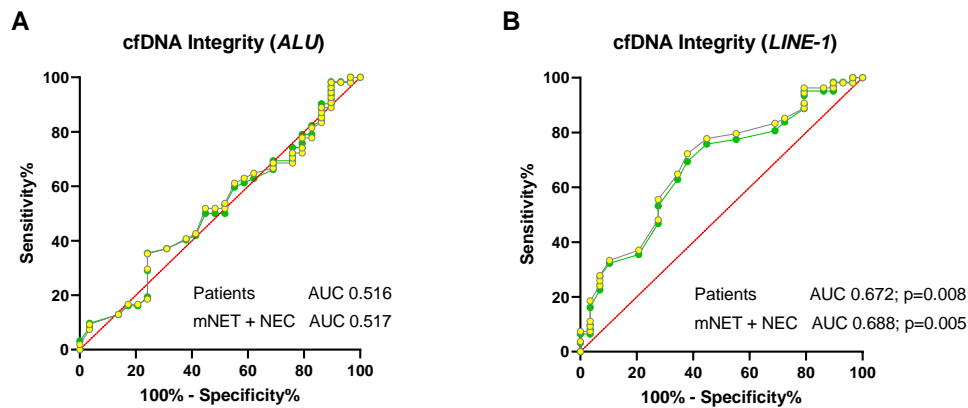 A
cfDNA Integrity (ALU)
100
80
60
40
20
0
Sensitivity%
0 20 40 60 80 100
100% - Specificity%
Patients AUC 0.516
mNET + NEC AUC 0.517
B
cfDNA Integrity (LINE-1)
100
80
60
40
20
0
Sensitivity%
0 20 40 60 80 100
100% - Specificity%
Patients AUC 0.672; p=0.008
mNET + NEC AUC 0.688; p=0.005